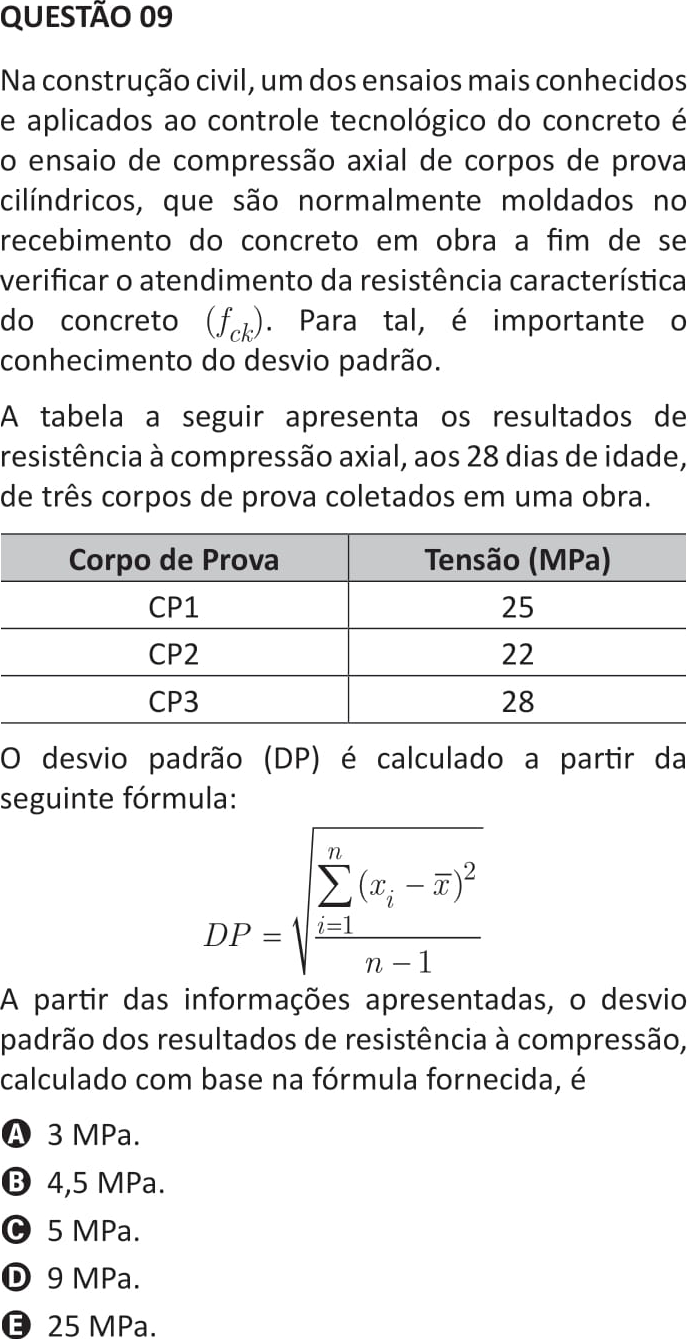 QUESTÃO 09
Na construção civil, um dos ensaios mais conhecidos
e aplicados ao controle tecnológico do concreto é
o ensaio de compressão axial de corpos de prova
cilíndricos, que são normalmente moldados no
recebimento do concreto em obra a fim de se
verificar o atendimento da resistência característica
do concreto (f_{ck}). Para tal, é importante o
conhecimento do desvio padrão.
A tabela a seguir apresenta os resultados de
resistência à compressão axial, aos 28 dias de idade,
de três corpos de prova coletados em uma obra.
Corpo de Prova Tensão (MPa)
CP1 25
CP2 22
CP3 28
O desvio padrão (DP) é calculado a partir da
seguinte fórmula:
DP = \sqrt{\frac{\sum_{i=1}^{n} (x_i - \overline{x})^2}{n - 1}}
A partir das informações apresentadas, o desvio
padrão dos resultados de resistência à compressão,
calculado com base na fórmula fornecida, é
A 3 MPa.
B 4,5 MPa.
C 5 MPa.
D 9 MPa.
E 25 MPa.